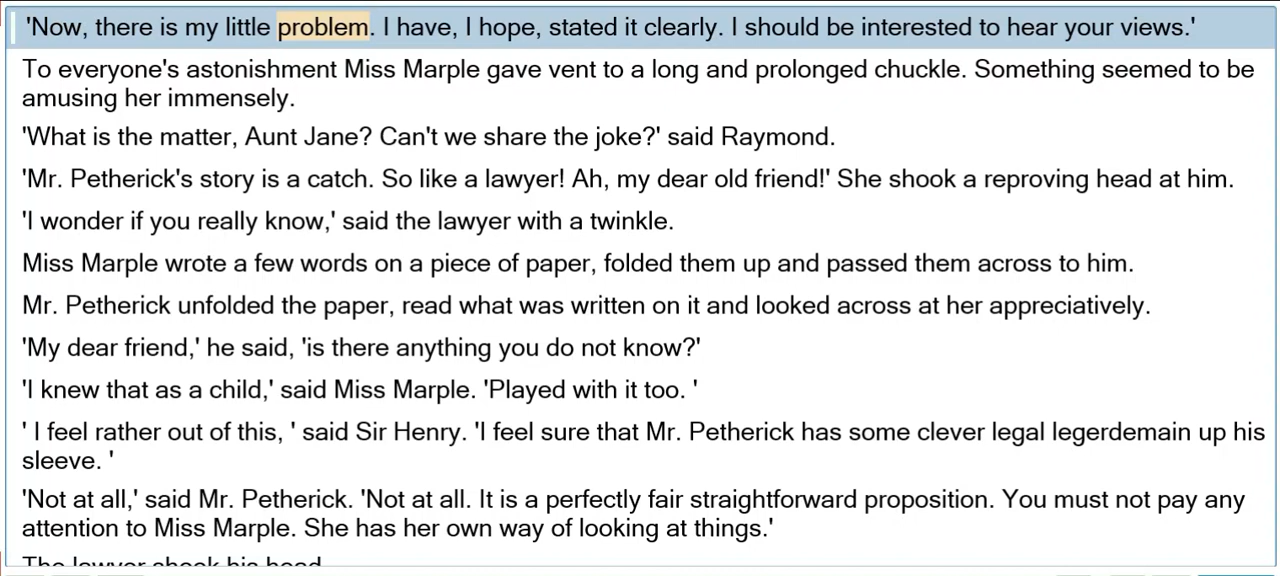 'Now, there is my little problem. I have, I hope, stated it clearly. I should be interested to hear your views.'
To everyone's astonishment Miss Marple gave vent to a long and prolonged chuckle. Something seemed to be
amusing her immensely.
'What is the matter, Aunt Jane? Can't we share the joke?' said Raymond.
'Mr. Petherick's story is a catch. So like a lawyer! Ah, my dear old friend!' She shook a reproving head at him.
'I wonder if you really know,' said the lawyer with a twinkle.
Miss Marple wrote a few words on a piece of paper, folded them up and passed them across to him.
Mr. Petherick unfolded the paper, read what was written on it and looked across at her appreciatively.
'My dear friend,' he said, 'is there anything you do not know?'
'I knew that as a child,' said Miss Marple. 'Played with it too. '
' I feel rather out of this, ' said Sir Henry. 'I feel sure that Mr. Petherick has some clever legal legerdemain up his
sleeve. '
'Not at all,' said Mr. Petherick. 'Not at all. It is a perfectly fair straightforward proposition. You must not pay any
attention to Miss Marple. She has her own way of looking at things.'
The lawyer shook his head